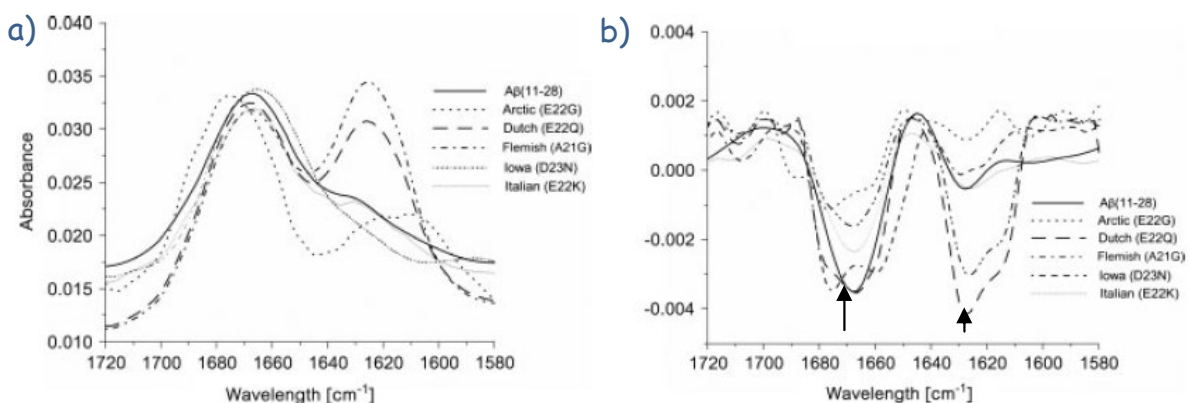 a)
0.040
0.035
0.030
0.025
0.020
0.015
0.010
Absorbance
1720 1700 1680 1660 1640 1620 1600 1580
Wavelength [cm⁻¹]
Aβ(11-28)
Arctic (E22G)
Dutch (E22Q)
Flemish (A21G)
Iowa (D23N)
Italian (E22K)
b)
0.004
0.002
0.000
-0.002
-0.004
1720 1700 1680 1660 1640 1620 1600 1580
Wavelength [cm⁻¹]
Aβ(11-28)
Arctic (E22G)
Dutch (E22Q)
Flemish (A21G)
Iowa (D23N)
Italian (E22K)